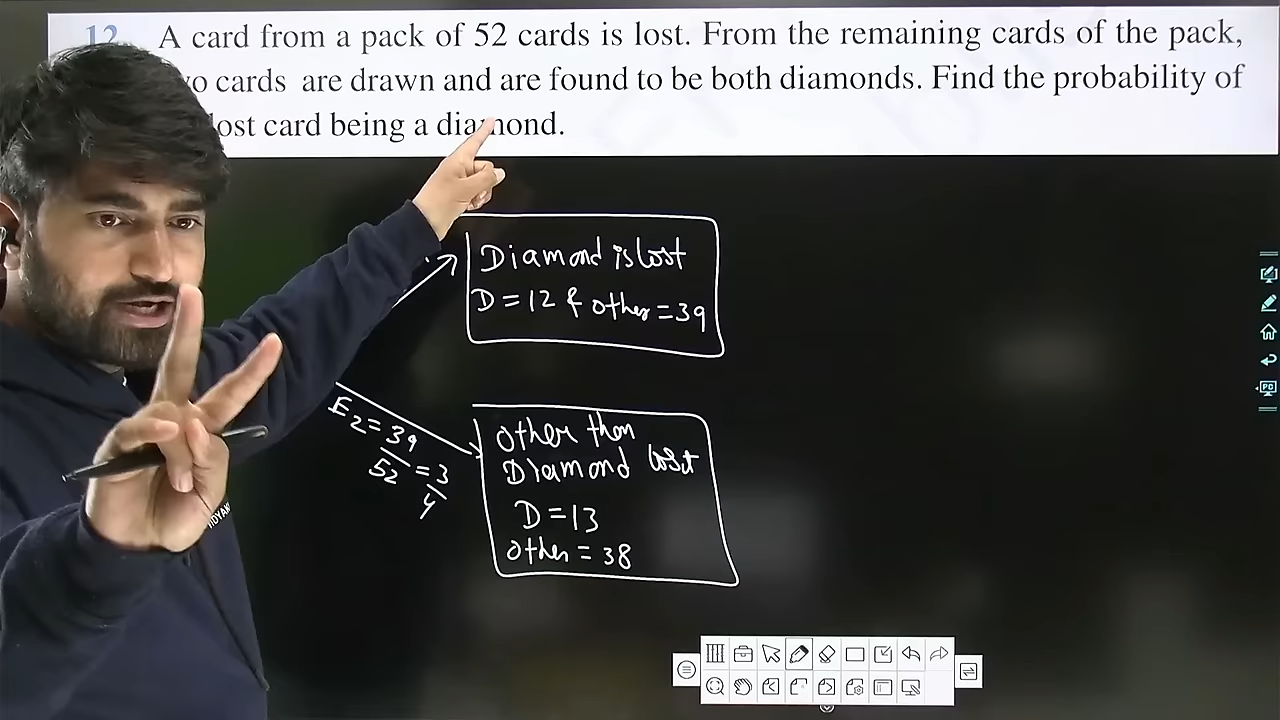 12. A card from a pack of 52 cards is lost. From the remaining cards of the pack,
cards are drawn and are found to be both diamonds. Find the probability of
lost card being a diamond.
Diamond is lost
D = 12 & other = 39
E2 = 39/52 = 3/4
other than
Diamond lost
D = 13
other = 38